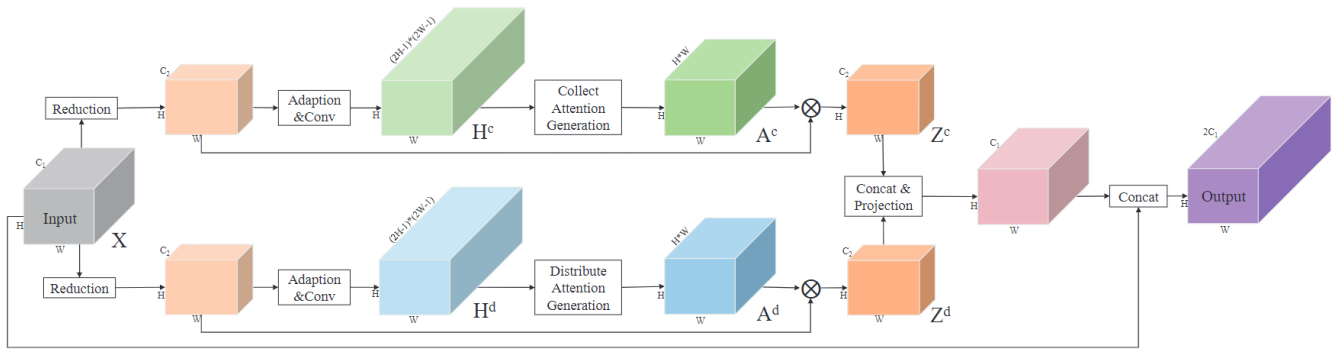 C2
H
W
Reduction
Adaption
&Conv
(2H-1)*(2W-1)
H
W
Hc
Collect
Attention
Generation
H*W
H
W
Ac
C2
H
W
Zc
C1
Input
H
W
X
Concat &
Projection
C1
H
W
Concat
2C1
Output
H
W
Reduction
C2
H
W
Adaption
&Conv
(2H-1)*(2W-1)
H
W
Hd
Distribute
Attention
Generation
H*W
H
W
Ad
C2
H
W
Zd